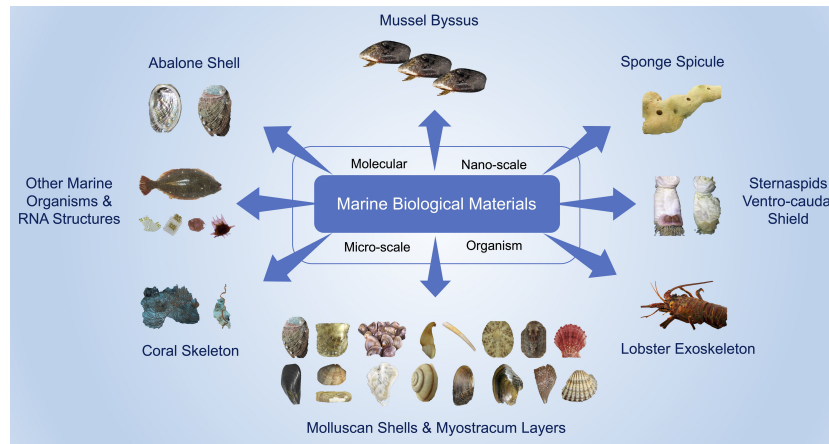 Mussel Byssus
Abalone Shell
Sponge Spicule
Molecular
Nano-scale
Other Marine
Organisms &
RNA Structures
Marine Biological Materials
Sternaspids
Ventro-cauda
Shield
Micro-scale
Organism
Coral Skeleton
Lobster Exoskeleton
Molluscan Shells & Myostracum Layers